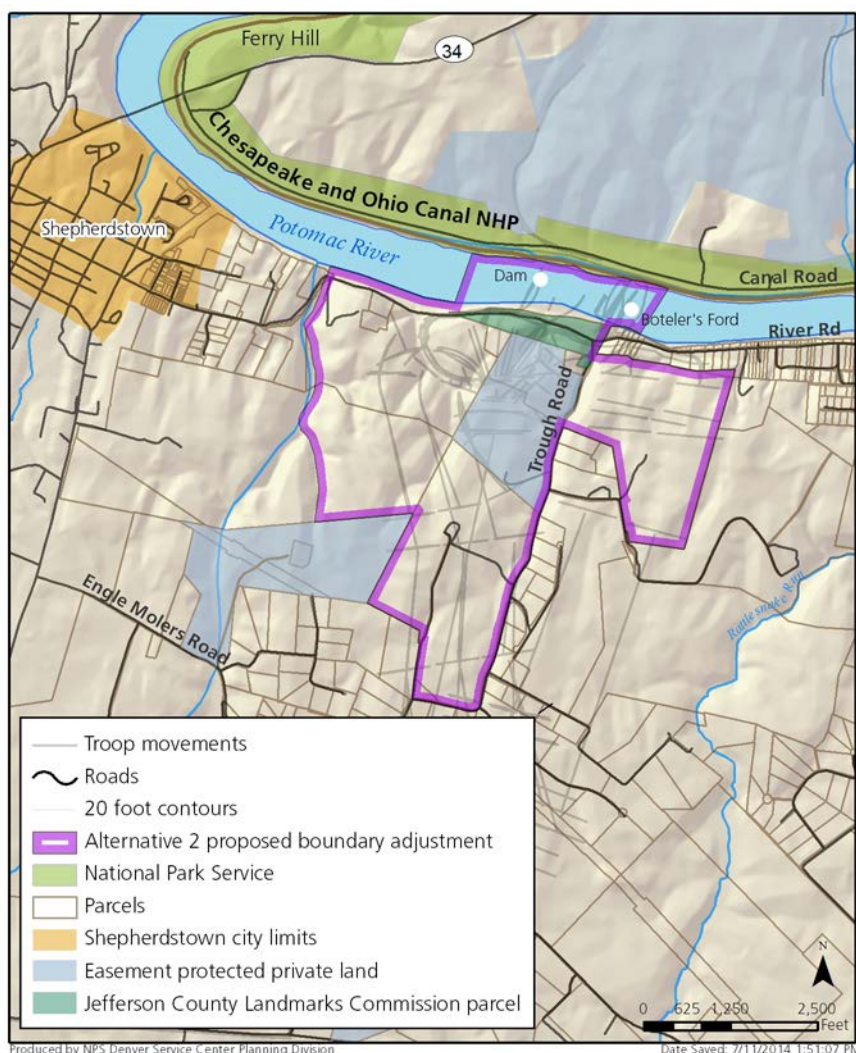 Ferry Hill
34
Chesapeake and Ohio Canal NHP
Shepherdstown
Potomac River
Dam
Canal Road
Boteler's Ford
River Rd
Trough Road
Engle Molers Road
Rattlesnake Run
Troop movements
Roads
20 foot contours
Alternative 2 proposed boundary adjustment
National Park Service
Parcels
Shepherdstown city limits
Easement protected private land
Jefferson County Landmarks Commission parcel
N
0 625 1,250 2,500
Feet
Produced by NPS Denver Service Center Planning Division
Date Saved: 7/11/2014 1:51:07 PM